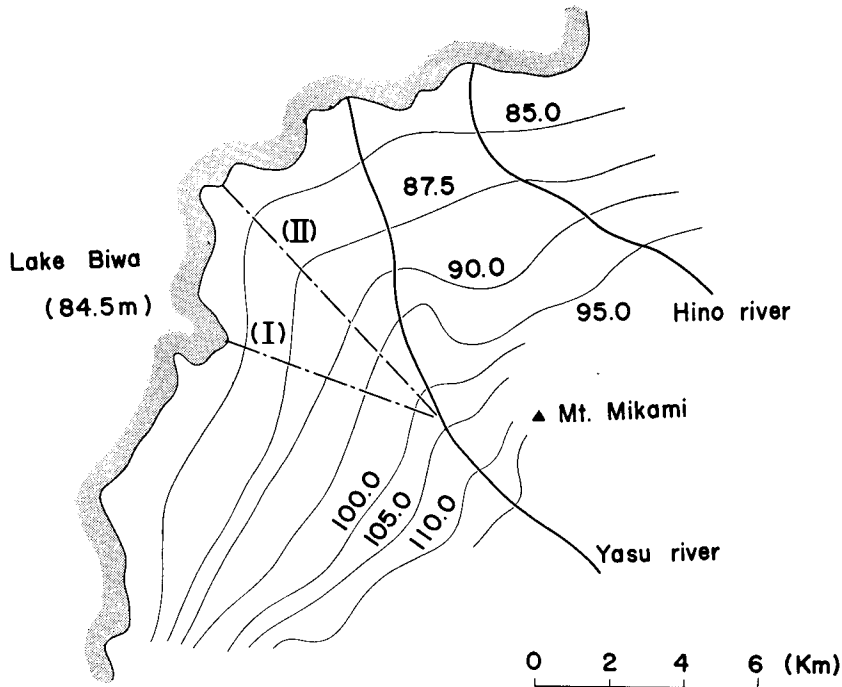 85.0
87.5
(II)
Lake Biwa
(84.5m)
90.0
95.0
Hino river
(I)
▲ Mt. Mikami
100.0
105.0
110.0
Yasu river
0 2 4 6 (Km)